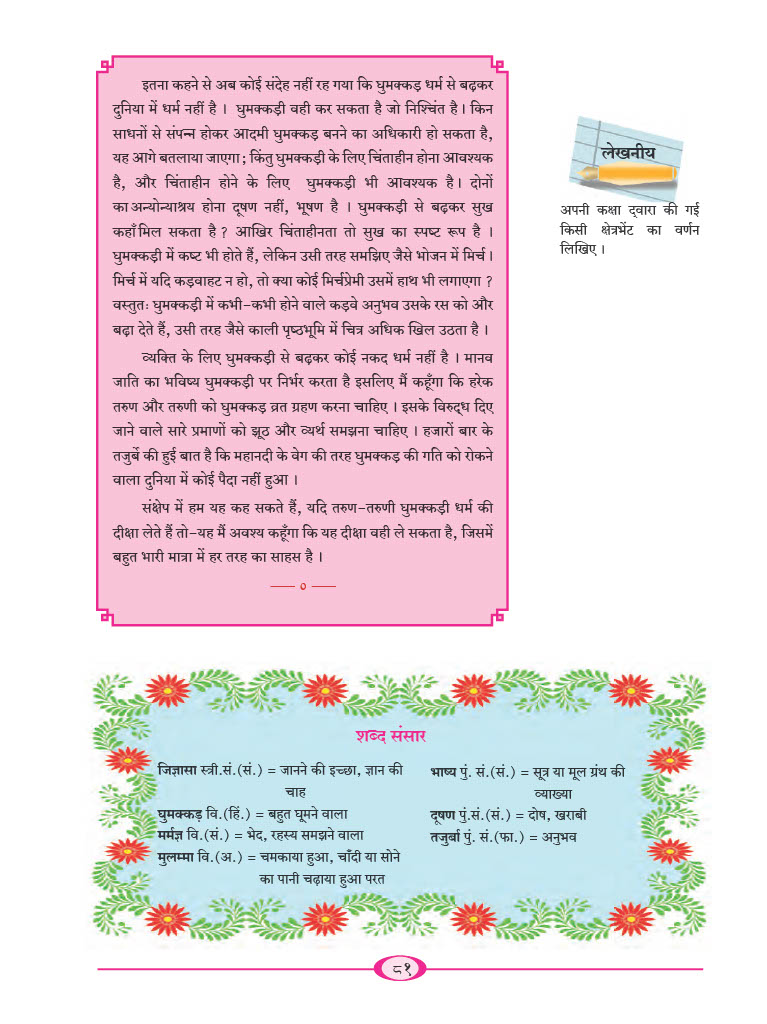 इतना कहने से अब कोई संदेह नहीं रह गया कि घुमक्कड़ धर्म से बढ़कर
दुनिया में धर्म नहीं है । घुमक्कड़ी वही कर सकता है जो निश्चिंत है। किन
साधनों से संपन्न होकर आदमी घुमक्कड़ बनने का अधिकारी हो सकता है,
यह आगे बतलाया जाएगा; किंतु घुमक्कड़ी के लिए चिंताहीन होना आवश्यक
है, और चिंताहीन होने के लिए घुमक्कड़ी भी आवश्यक है। दोनों
का अन्योन्याश्रय होना दूषण नहीं, भूषण है । घुमक्कड़ी से बढ़कर सुख
कहाँ मिल सकता है ? आखिर चिंताहीनता तो सुख का स्पष्ट रूप है ।
घुमक्कड़ी में कष्ट भी होते हैं, लेकिन उसी तरह समझिए जैसे भोजन में मिर्च ।
मिर्च में यदि कड़वाहट न हो, तो क्या कोई मिर्चप्रेमी उसमें हाथ भी लगाएगा ?
वस्तुतः घुमक्कड़ी में कभी-कभी होने वाले कड़वे अनुभव उसके रस को और
बढ़ा देते हैं, उसी तरह जैसे काली पृष्ठभूमि में चित्र अधिक खिल उठता है ।
व्यक्ति के लिए घुमक्कड़ी से बढ़कर कोई नकद धर्म नहीं है । मानव
जाति का भविष्य घुमक्कड़ी पर निर्भर करता है इसलिए मैं कहूँगा कि हरेक
तरुण और तरुणी को घुमक्कड़ व्रत ग्रहण करना चाहिए । इसके विरुद्ध दिए
जाने वाले सारे प्रमाणों को झूठ और व्यर्थ समझना चाहिए । हजारों बार के
तजुर्बे की हुई बात है कि महानदी के वेग की तरह घुमक्कड़ की गति को रोकने
वाला दुनिया में कोई पैदा नहीं हुआ ।
संक्षेप में हम यह कह सकते हैं, यदि तरुण-तरुणी घुमक्कड़ी धर्म की
दीक्षा लेते हैं तो-यह मैं अवश्य कहूँगा कि यह दीक्षा वही ले सकता है, जिसमें
बहुत भारी मात्रा में हर तरह का साहस है ।
—— ० ——
लेखनीय
अपनी कक्षा द्वारा की गई
किसी क्षेत्रभेंट का वर्णन
लिखिए ।
शब्द संसार
जिज्ञासा स्त्री.सं.(सं.) = जानने की इच्छा, ज्ञान की
चाह
घुमक्कड़ वि.(हिं.) = बहुत घूमने वाला
मर्मज्ञ वि.(सं.) = भेद, रहस्य समझने वाला
मुलम्मा वि.(अ.) = चमकाया हुआ, चाँदी या सोने
का पानी चढ़ाया हुआ परत
भाष्य पुं. सं.(सं.) = सूत्र या मूल ग्रंथ की
व्याख्या
दूषण पुं.सं.(सं.) = दोष, खराबी
तजुर्बा पुं. सं.(फा.) = अनुभव
८१